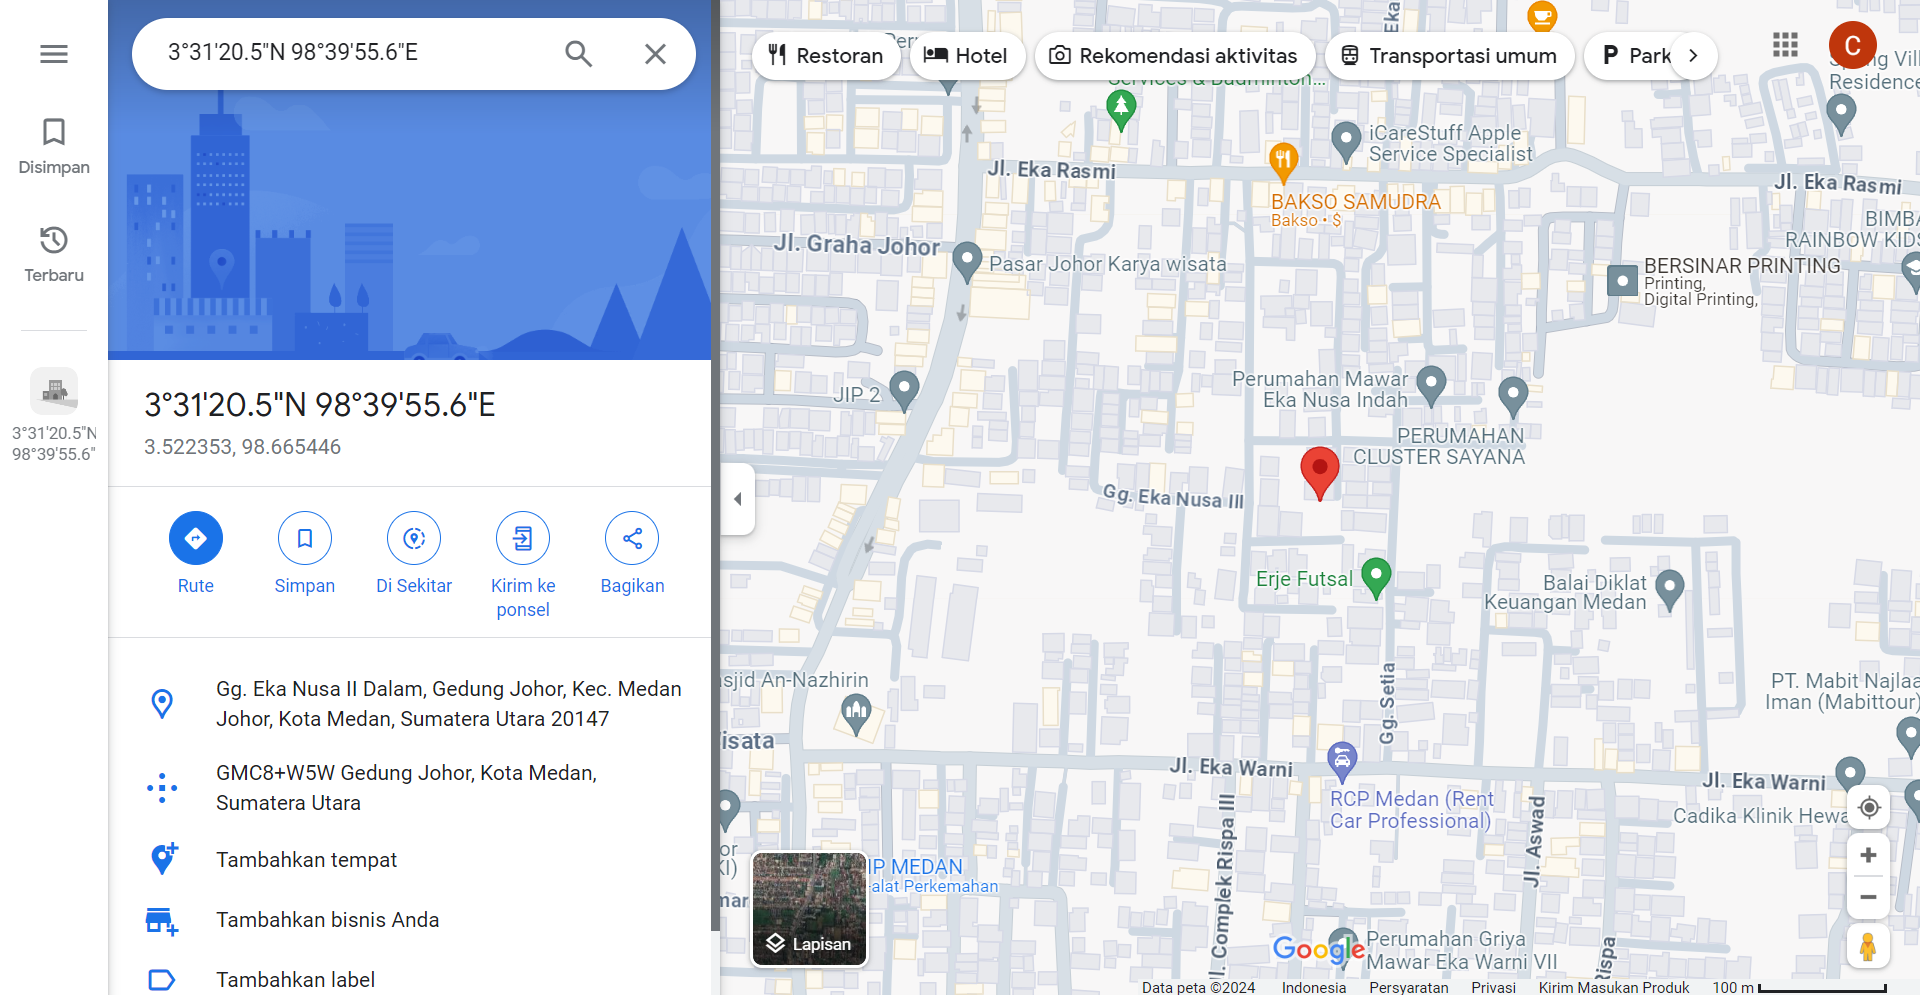 3°31'20.5"N 98°39'55.6"E
Disimpan
Terbaru
3°31'20.5"N
98°39'55.6"
3°31'20.5"N 98°39'55.6"E
3.522353, 98.665446
Rute
Simpan
Di Sekitar
Kirim ke
ponsel
Bagikan
Gg. Eka Nusa II Dalam, Gedung Johor, Kec. Medan
Johor, Kota Medan, Sumatera Utara 20147
GMC8+W5W Gedung Johor, Kota Medan,
Sumatera Utara
Tambahkan tempat
Tambahkan bisnis Anda
Tambahkan label
Restoran
Hotel
Rekomendasi aktivitas
Transportasi umum
P Park
C
Residence
Services & Badminton...
iCareStuff Apple
Service Specialist
Jl. Eka Rasmi
Jl. Eka Rasmi
BAKSO SAMUDRA
Bakso • $
BIMBA
RAINBOW KIDS
Jl. Graha Johor
Pasar Johor Karya wisata
BERSINAR PRINTING
Printing,
Digital Printing,
JIP 2
Perumahan Mawar
Eka Nusa Indah
PERUMAHAN
CLUSTER SAYANA
Gg. Eka Nusa III
Erje Futsal
Balai Diklat
Keuangan Medan
sjid An-Nazhirin
Gg. Setia
PT. Mabit Najlaa
Iman (Mabittour)
isata
Jl. Eka Warni
Jl. Eka Warni
RCP Medan (Rent
Car Professional)
Cadika Klinik Hewa
Jl. Complek Rispa III
Jl. Aswad
Rispa
IP MEDAN
-alat Perkemahan
Lapisan
Google
Perumahan Griya
Mawar Eka Warni VII
Data peta ©2024
Indonesia
Persyaratan
Privasi
Kirim Masukan Produk
100 m